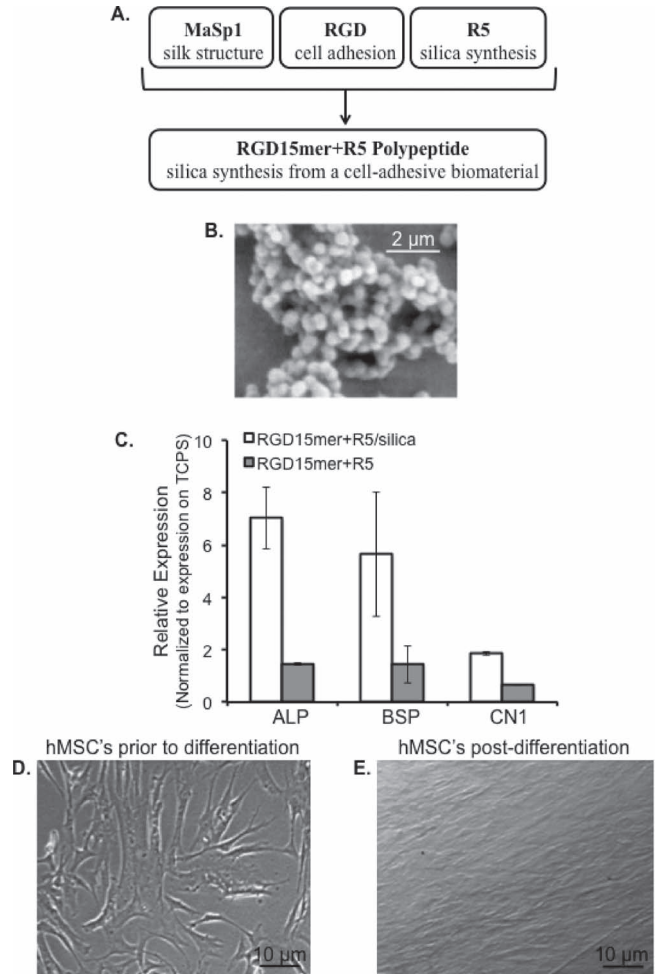 A.
MaSp1
silk structure
RGD
cell adhesion
R5
silica synthesis
RGD15mer+R5 Polypeptide
silica synthesis from a cell-adhesive biomaterial
B.
2 µm
C.
Relative Expression
(Normalized to expression on TCPS)
10
8
6
4
2
0
RGD15mer+R5/silica
RGD15mer+R5
ALP
BSP
CN1
hMSC's prior to differentiation
D.
10 µm
hMSC's post-differentiation
E.
10 µm